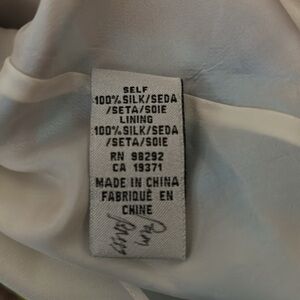 SELF
100%SILK/SEDA
/SETA/SOIE
LINING
100%SILK/SEDA
/SETA/SOIE
RN 98292
CA 19371
MADE IN CHINA
FABRIQUÉ EN
CHINE